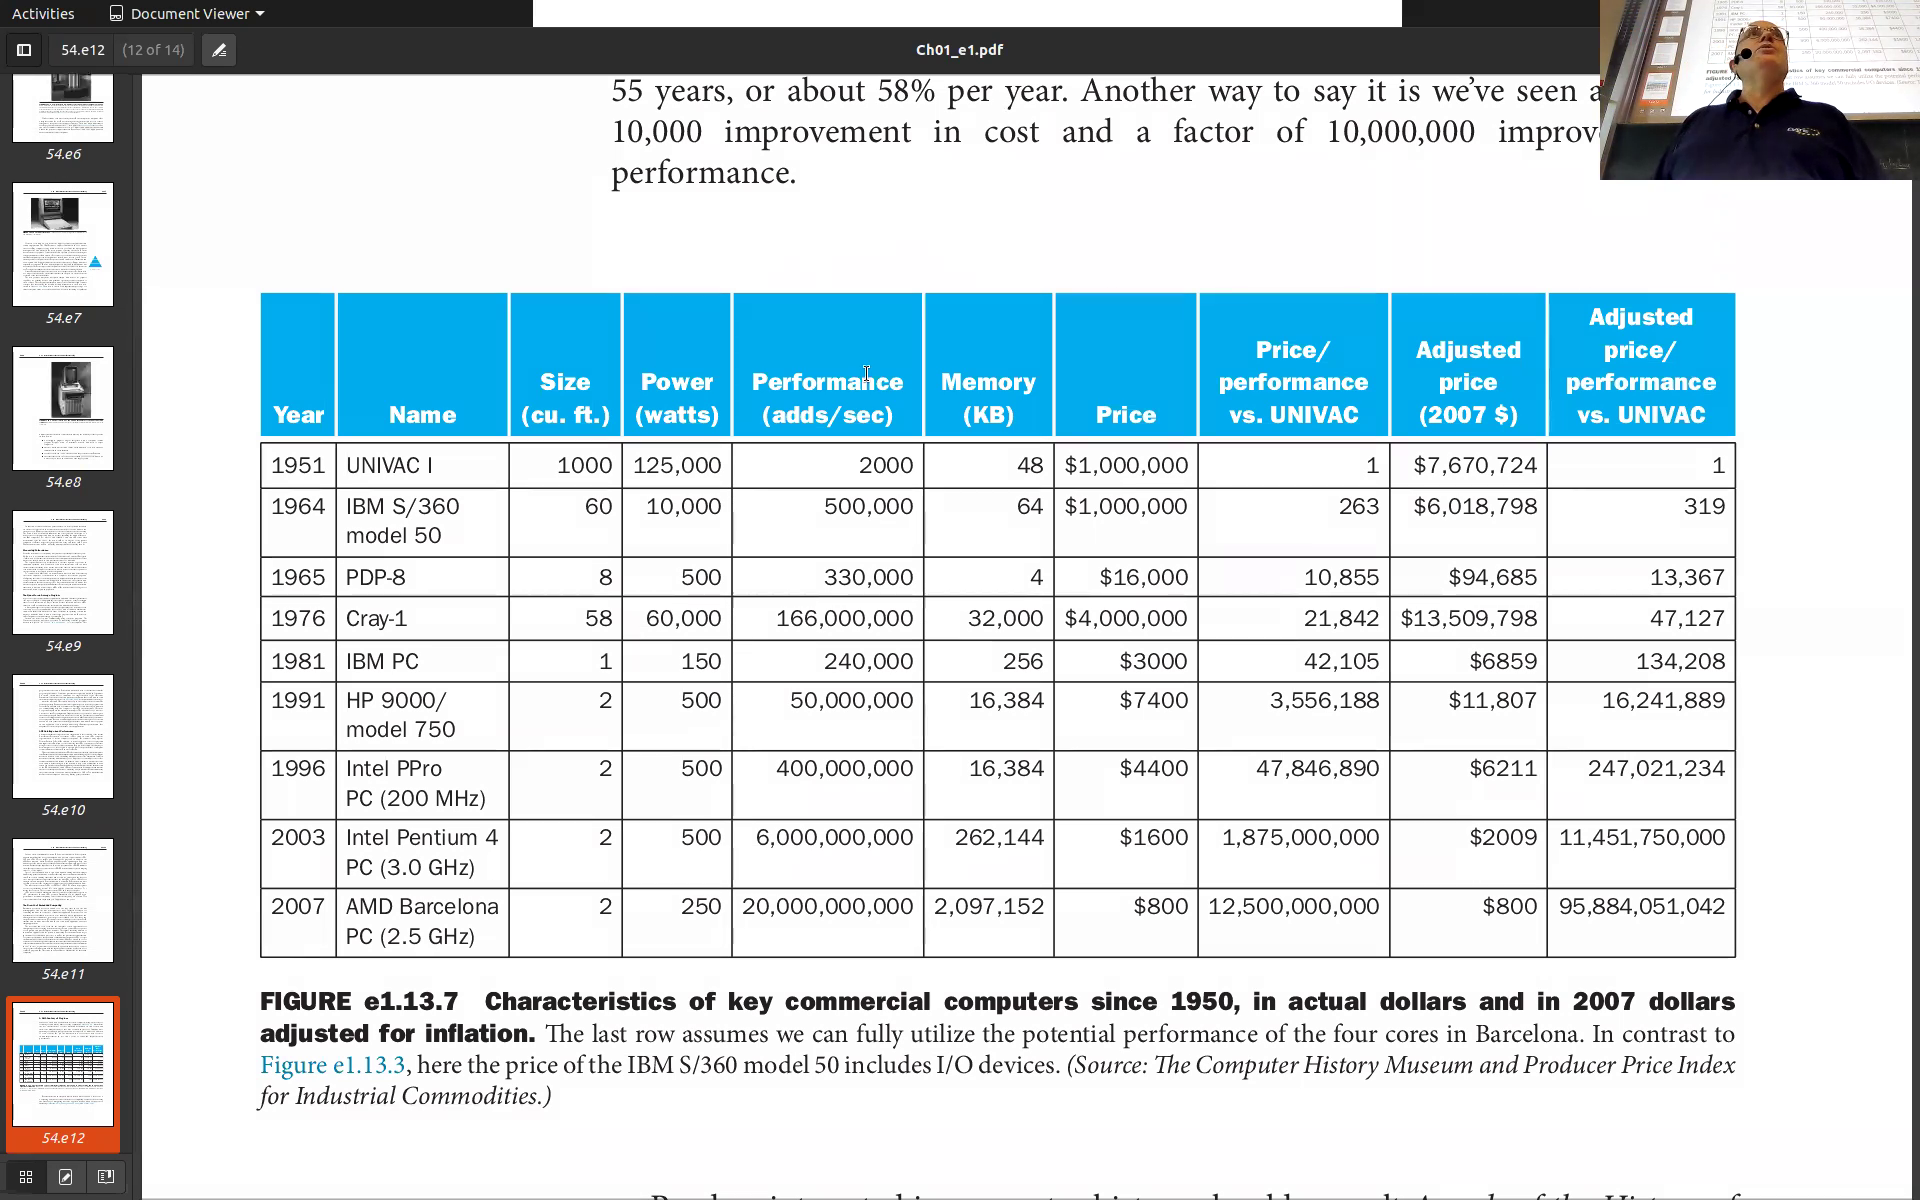 Activities
Document Viewer
54.e12
(12 of 14)
Ch01_e1.pdf
54.e6
54.e7
54.e8
54.e9
54.e10
54.e11
54.e12
55 years, or about 58% per year. Another way to say it is we’ve seen a
10,000 improvement in cost and a factor of 10,000,000 improv
performance.
Year Name Size (cu. ft.) Power (watts) Performance (adds/sec) Memory (KB) Price Price/ performance vs. UNIVAC Adjusted price (2007 $) Adjusted price/ performance vs. UNIVAC
1951 UNIVAC I 1000 125,000 2000 48 $1,000,000 1 $7,670,724 1
1964 IBM S/360 model 50 60 10,000 500,000 64 $1,000,000 263 $6,018,798 319
1965 PDP-8 8 500 330,000 4 $16,000 10,855 $94,685 13,367
1976 Cray-1 58 60,000 166,000,000 32,000 $4,000,000 21,842 $13,509,798 47,127
1981 IBM PC 1 150 240,000 256 $3000 42,105 $6859 134,208
1991 HP 9000/ model 750 2 500 50,000,000 16,384 $7400 3,556,188 $11,807 16,241,889
1996 Intel PPro PC (200 MHz) 2 500 400,000,000 16,384 $4400 47,846,890 $6211 247,021,234
2003 Intel Pentium 4 PC (3.0 GHz) 2 500 6,000,000,000 262,144 $1600 1,875,000,000 $2009 11,451,750,000
2007 AMD Barcelona PC (2.5 GHz) 2 250 20,000,000,000 2,097,152 $800 12,500,000,000 $800 95,884,051,042
FIGURE e1.13.7 Characteristics of key commercial computers since 1950, in actual dollars and in 2007 dollars
adjusted for inflation. The last row assumes we can fully utilize the potential performance of the four cores in Barcelona. In contrast to
Figure e1.13.3, here the price of the IBM S/360 model 50 includes I/O devices. (Source: The Computer History Museum and Producer Price Index
for Industrial Commodities.)